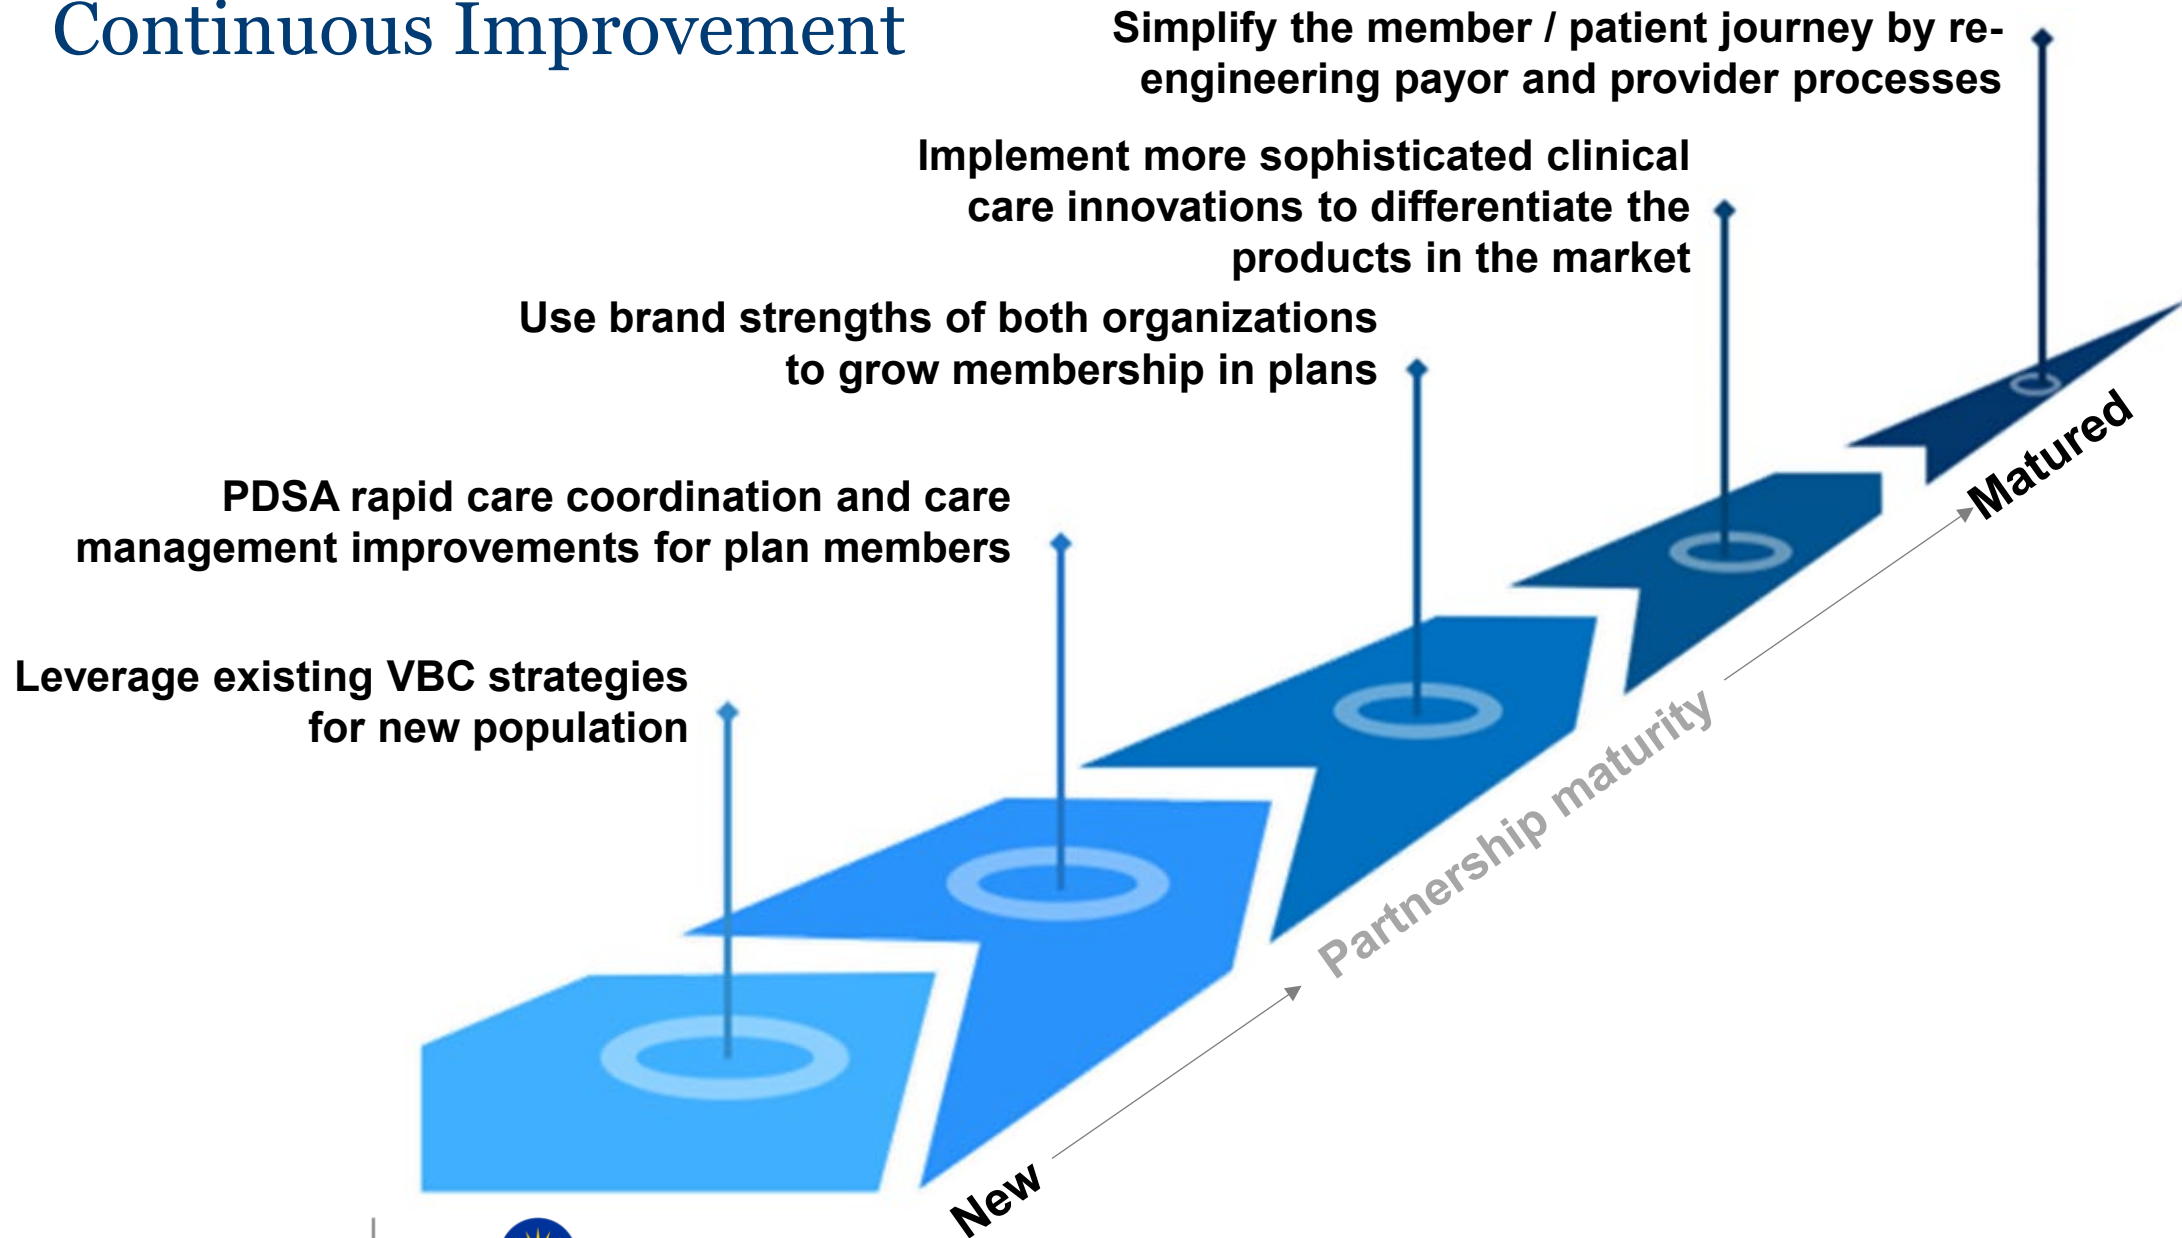 Continuous Improvement
Simplify the member / patient journey by re-
engineering payor and provider processes
Implement more sophisticated clinical
care innovations to differentiate the
products in the market
Use brand strengths of both organizations
to grow membership in plans
PDSA rapid care coordination and care
management improvements for plan members
Leverage existing VBC strategies
for new population
New
Partnership maturity
Matured